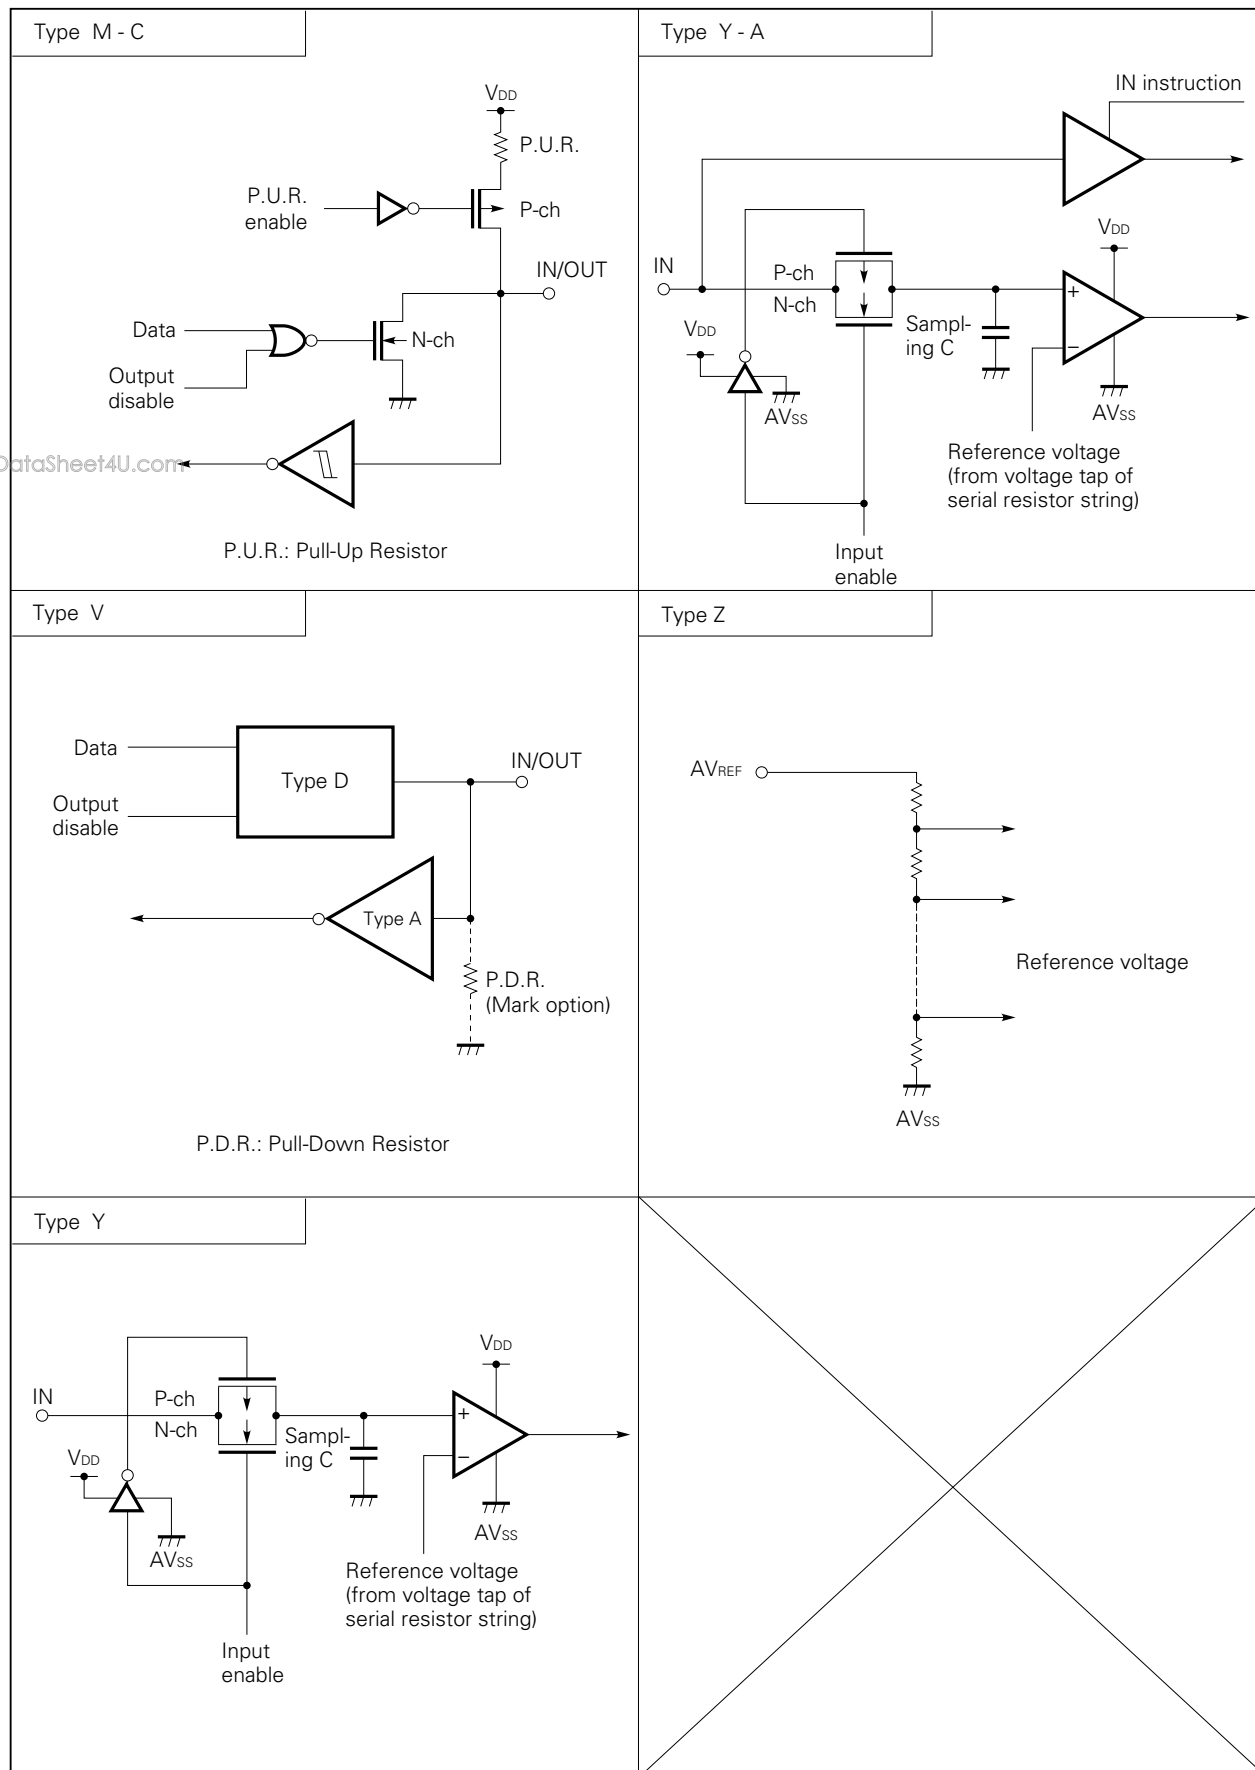 Type M - C
VDD
P.U.R.
P.U.R.
enable
P-ch
IN/OUT
Data
N-ch
Output
disable
DataSheet4U.com
P.U.R.: Pull-Up Resistor
Type Y - A
IN instruction
VDD
IN
P-ch
N-ch
VDD
Sampl-
ing C
+
−
AVSS
AVSS
Reference voltage
(from voltage tap of
serial resistor string)
Input
enable
Type V
Data
IN/OUT
Type D
Output
disable
Type A
P.D.R.
(Mark option)
P.D.R.: Pull-Down Resistor
Type Z
AVREF
Reference voltage
AVSS
Type Y
VDD
IN
P-ch
N-ch
Sampl-
ing C
+
−
VDD
AVSS
AVSS
Reference voltage
(from voltage tap of
serial resistor string)
Input
enable